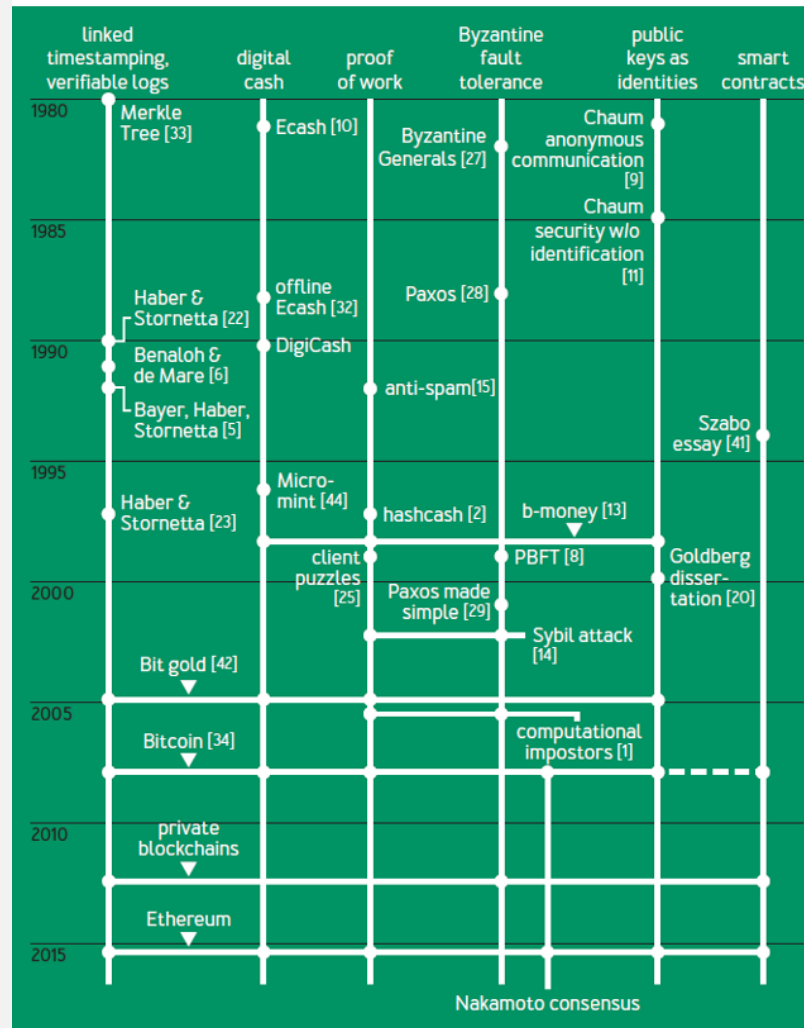 linked
timestamping,
verifiable logs
digital
cash
proof
of work
Byzantine
fault
tolerance
public
keys as
identities
smart
contracts
1980
Merkle
Tree [33]
Ecash [10]
Byzantine
Generals [27]
Chaum
anonymous
communication
[9]
1985
Chaum
security w/o
identification
[11]
Haber &
Stornetta [22]
offline
Ecash [32]
Paxos [28]
1990
DigiCash
Benaloh &
de Mare [6]
anti-spam[15]
Bayer, Haber,
Stornetta [5]
Szabo
essay [41]
1995
Micro-
mint [44]
Haber &
Stornetta [23]
hashcash [2]
b-money [13]
client
puzzles
[25]
PBFT [8]
Goldberg
disser-
tation [20]
2000
Paxos made
simple [29]
Sybil attack
[14]
Bit gold [42]
2005
computational
impostors [1]
Bitcoin [34]
2010
private
blockchains
Ethereum
2015
Nakamoto consensus